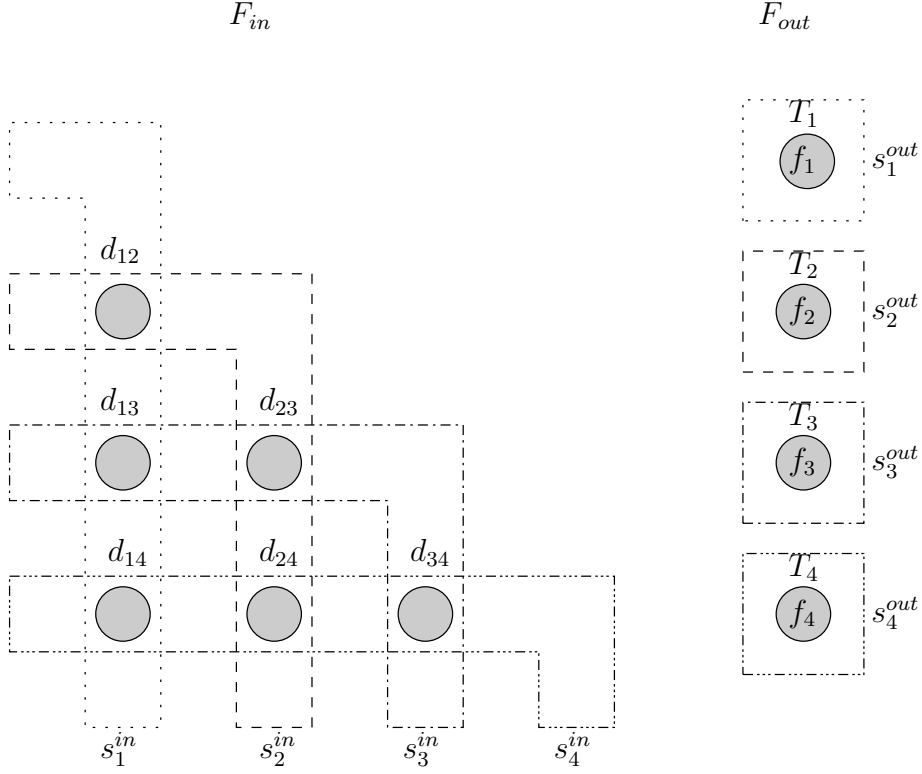 F_in F_out
T_1
f_1 s_1^out
d_12 T_2
f_2 s_2^out
d_13 d_23 T_3
f_3 s_3^out
d_14 d_24 d_34 T_4
f_4 s_4^out
s_1^in s_2^in s_3^in s_4^in